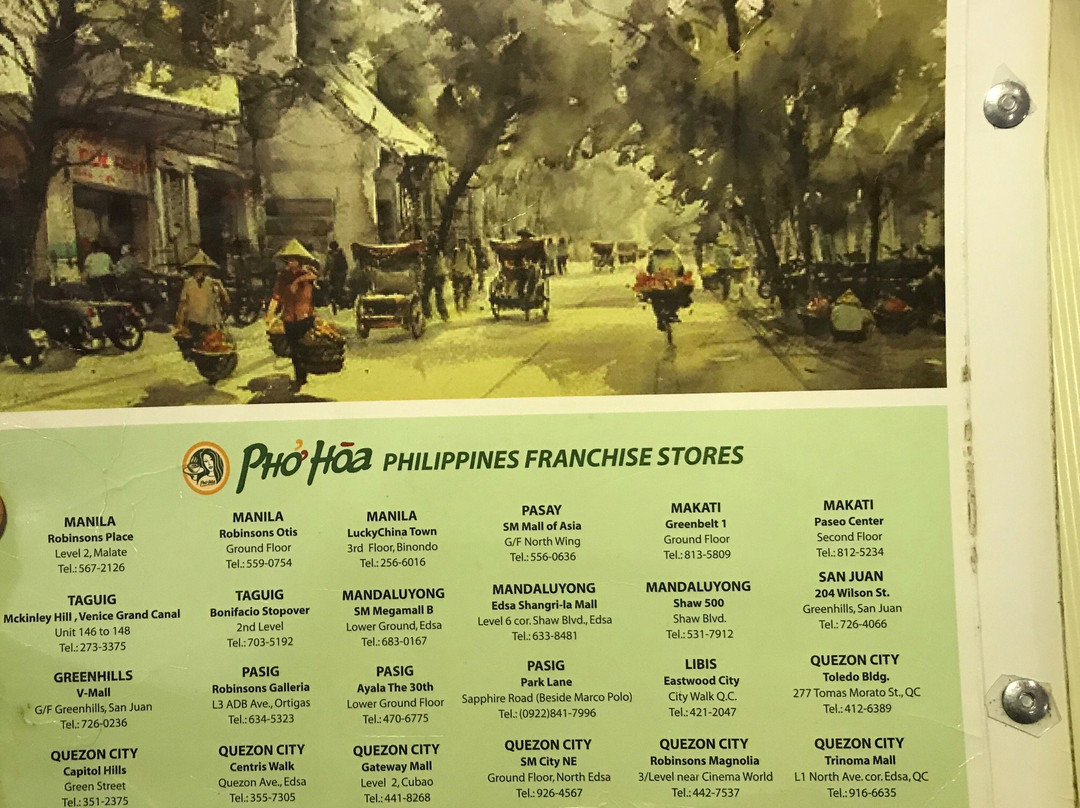 PHỞ HÒA PHILIPPINES FRANCHISE STORES
MANILA
Robinsons Place
Level 2, Malate
Tel.: 567-2126
MANILA
Robinsons Otis
Ground Floor
Tel.: 559-0754
MANILA
LuckyChina Town
3rd Floor, Binondo
Tel.: 256-6016
PASAY
SM Mall of Asia
G/F North Wing
Tel.: 556-0636
MAKATI
Greenbelt 1
Ground Floor
Tel.: 813-5809
MAKATI
Paseo Center
Second Floor
Tel.: 812-5234
TAGUIG
Mckinley Hill , Venice Grand Canal
Unit 146 to 148
Tel.: 273-3375
TAGUIG
Bonifacio Stopover
2nd Level
Tel.: 703-5192
MANDALUYONG
SM Megamall B
Lower Ground, Edsa
Tel.: 683-0167
MANDALUYONG
Edsa Shangri-la Mall
Level 6 cor. Shaw Blvd., Edsa
Tel.: 633-8481
MANDALUYONG
Shaw 500
Shaw Blvd.
Tel.: 531-7912
SAN JUAN
204 Wilson St.
Greenhills, San Juan
Tel.: 726-4066
GREENHILLS
V-Mall
G/F Greenhills, San Juan
Tel.: 726-0236
PASIG
Robinsons Galleria
L3 ADB Ave., Ortigas
Tel.: 634-5323
PASIG
Ayala The 30th
Lower Ground Floor
Tel.: 470-6775
PASIG
Park Lane
Sapphire Road (Beside Marco Polo)
Tel.: (0922)841-7996
LIBIS
Eastwood City
City Walk Q.C.
Tel.: 421-2047
QUEZON CITY
Toledo Bldg.
277 Tomas Morato St., QC
Tel.: 412-6389
QUEZON CITY
Capitol Hills
Green Street
Tel.: 351-2375
QUEZON CITY
Centris Walk
Quezon Ave., Edsa
Tel.: 355-7305
QUEZON CITY
Gateway Mall
Level 2, Cubao
Tel.: 441-8268
QUEZON CITY
SM City NE
Ground Floor, North Edsa
Tel.: 926-4567
QUEZON CITY
Robinsons Magnolia
3/Level near Cinema World
Tel.: 442-7537
QUEZON CITY
Trinoma Mall
L1 North Ave. cor. Edsa, QC
Tel.: 916-6635